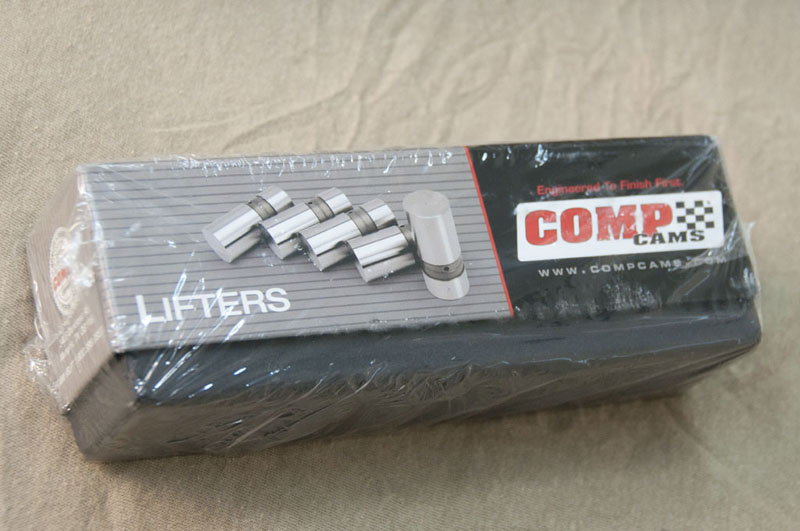 LIFTERS
Engineered To Finish First.
COMP
CAMS
WWW.COMPCAMS